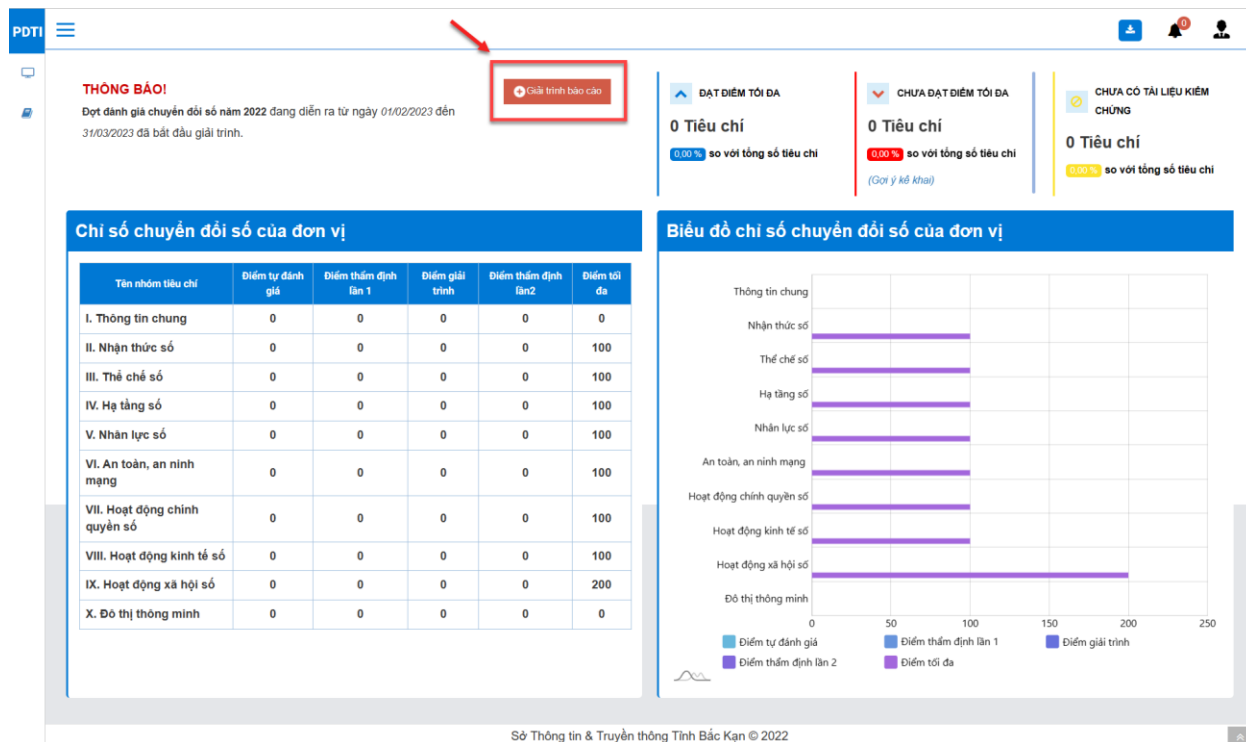 PDTI
0
THÔNG BÁO!
Đợt đánh giá chuyển đổi số năm 2022 đang diễn ra từ ngày 01/02/2023 đến
31/03/2023 đã bắt đầu giải trình.
Giải trình báo cáo
ĐẠT ĐIỂM TỐI ĐA
0 Tiêu chí
0,00 % so với tổng số tiêu chí
CHƯA ĐẠT ĐIỂM TỐI ĐA
0 Tiêu chí
0,00 % so với tổng số tiêu chí
(Gợi ý kê khai)
CHƯA CÓ TÀI LIỆU KIỂM
CHỨNG
0 Tiêu chí
0,00 % so với tổng số tiêu chí
Chỉ số chuyển đổi số của đơn vị
Tên nhóm tiêu chí Điểm tự đánh giá Điểm thẩm định lần 1 Điểm giải trình Điểm thẩm định lần2 Điểm tối đa
I. Thông tin chung 0 0 0 0 0
II. Nhận thức số 0 0 0 0 100
III. Thể chế số 0 0 0 0 100
IV. Hạ tầng số 0 0 0 0 100
V. Nhân lực số 0 0 0 0 100
VI. An toàn, an ninh
mạng 0 0 0 0 100
VII. Hoạt động chính
quyền số 0 0 0 0 100
VIII. Hoạt động kinh tế số 0 0 0 0 100
IX. Hoạt động xã hội số 0 0 0 0 200
X. Đô thị thông minh 0 0 0 0 0
Biểu đồ chỉ số chuyển đổi số của đơn vị
Thông tin chung
Nhận thức số
Thể chế số
Hạ tầng số
Nhân lực số
An toàn, an ninh mạng
Hoạt động chính quyền số
Hoạt động kinh tế số
Hoạt động xã hội số
Đô thị thông minh
0 50 100 150 200 250
Điểm tự đánh giá Điểm thẩm định lần 1 Điểm giải trình
Điểm thẩm định lần 2 Điểm tối đa
Sở Thông tin & Truyền thông Tỉnh Bắc Kạn © 2022